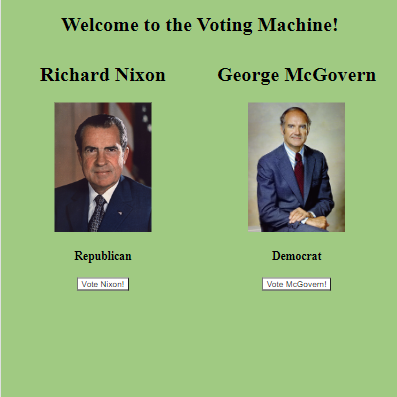 Welcome to the Voting Machine!
Richard Nixon George McGovern
Republican Democrat
Vote Nixon! Vote McGovern!